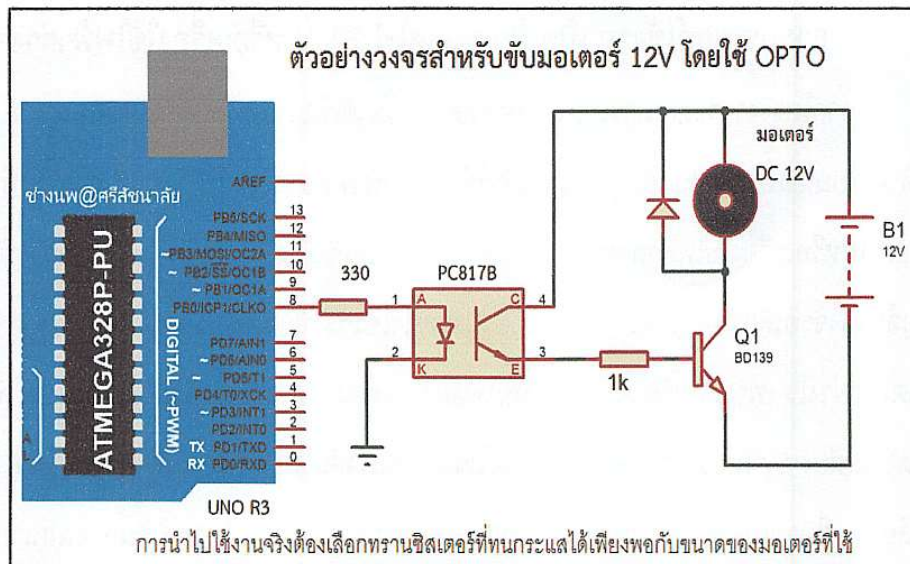 ตัวอย่างวงจรสำหรับขับมอเตอร์ 12V โดยใช้ OPTO
มอเตอร์
DC 12V
B1
12V
ช่างนพ@ศรีสัชนาลัย
ATMEGA328P-PU
DIGITAL (~PWM)
AREF
PB5/SCK 13
PB4/MISO 12
~PB3/MOSI/OC2A 11
~ PB2/SS/OC1B 10
~ PB1/OC1A 9
PB0/ICP1/CLKO 8
PD7/AIN1 7
~ PD6/AIN0 6
~ PD5/T1 5
PD4/T0/XCK 4
~ PD3/INT1 3
PD2/INT0 2
TX PD1/TXD 1
RX PD0/RXD 0
UNO R3
330
PC817B
1 A C 4
2 K E 3
1k
Q1
BD139
การนำไปใช้งานจริงต้องเลือกทรานซิสเตอร์ที่ทนกระแสได้เพียงพอกับขนาดของมอเตอร์ที่ใช้